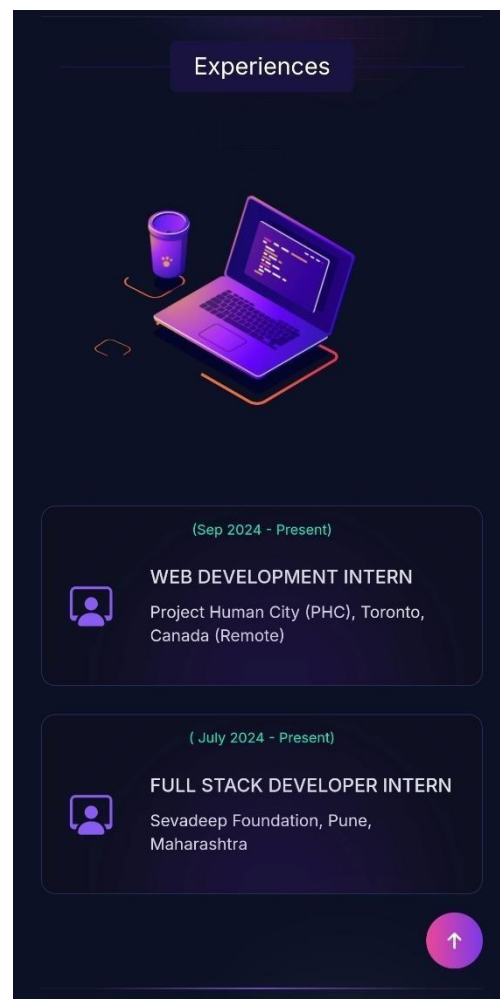 Experiences
(Sep 2024 - Present)
WEB DEVELOPMENT INTERN
Project Human City (PHC), Toronto,
Canada (Remote)
( July 2024 - Present)
FULL STACK DEVELOPER INTERN
Sevadeep Foundation, Pune,
Maharashtra